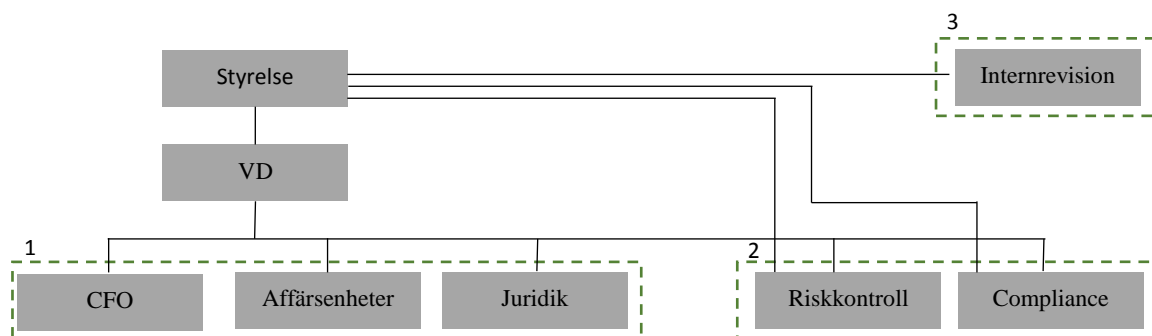 3
Styrelse
Internrevision
VD
1
2
CFO
Affärsenheter
Juridik
Riskkontroll
Compliance